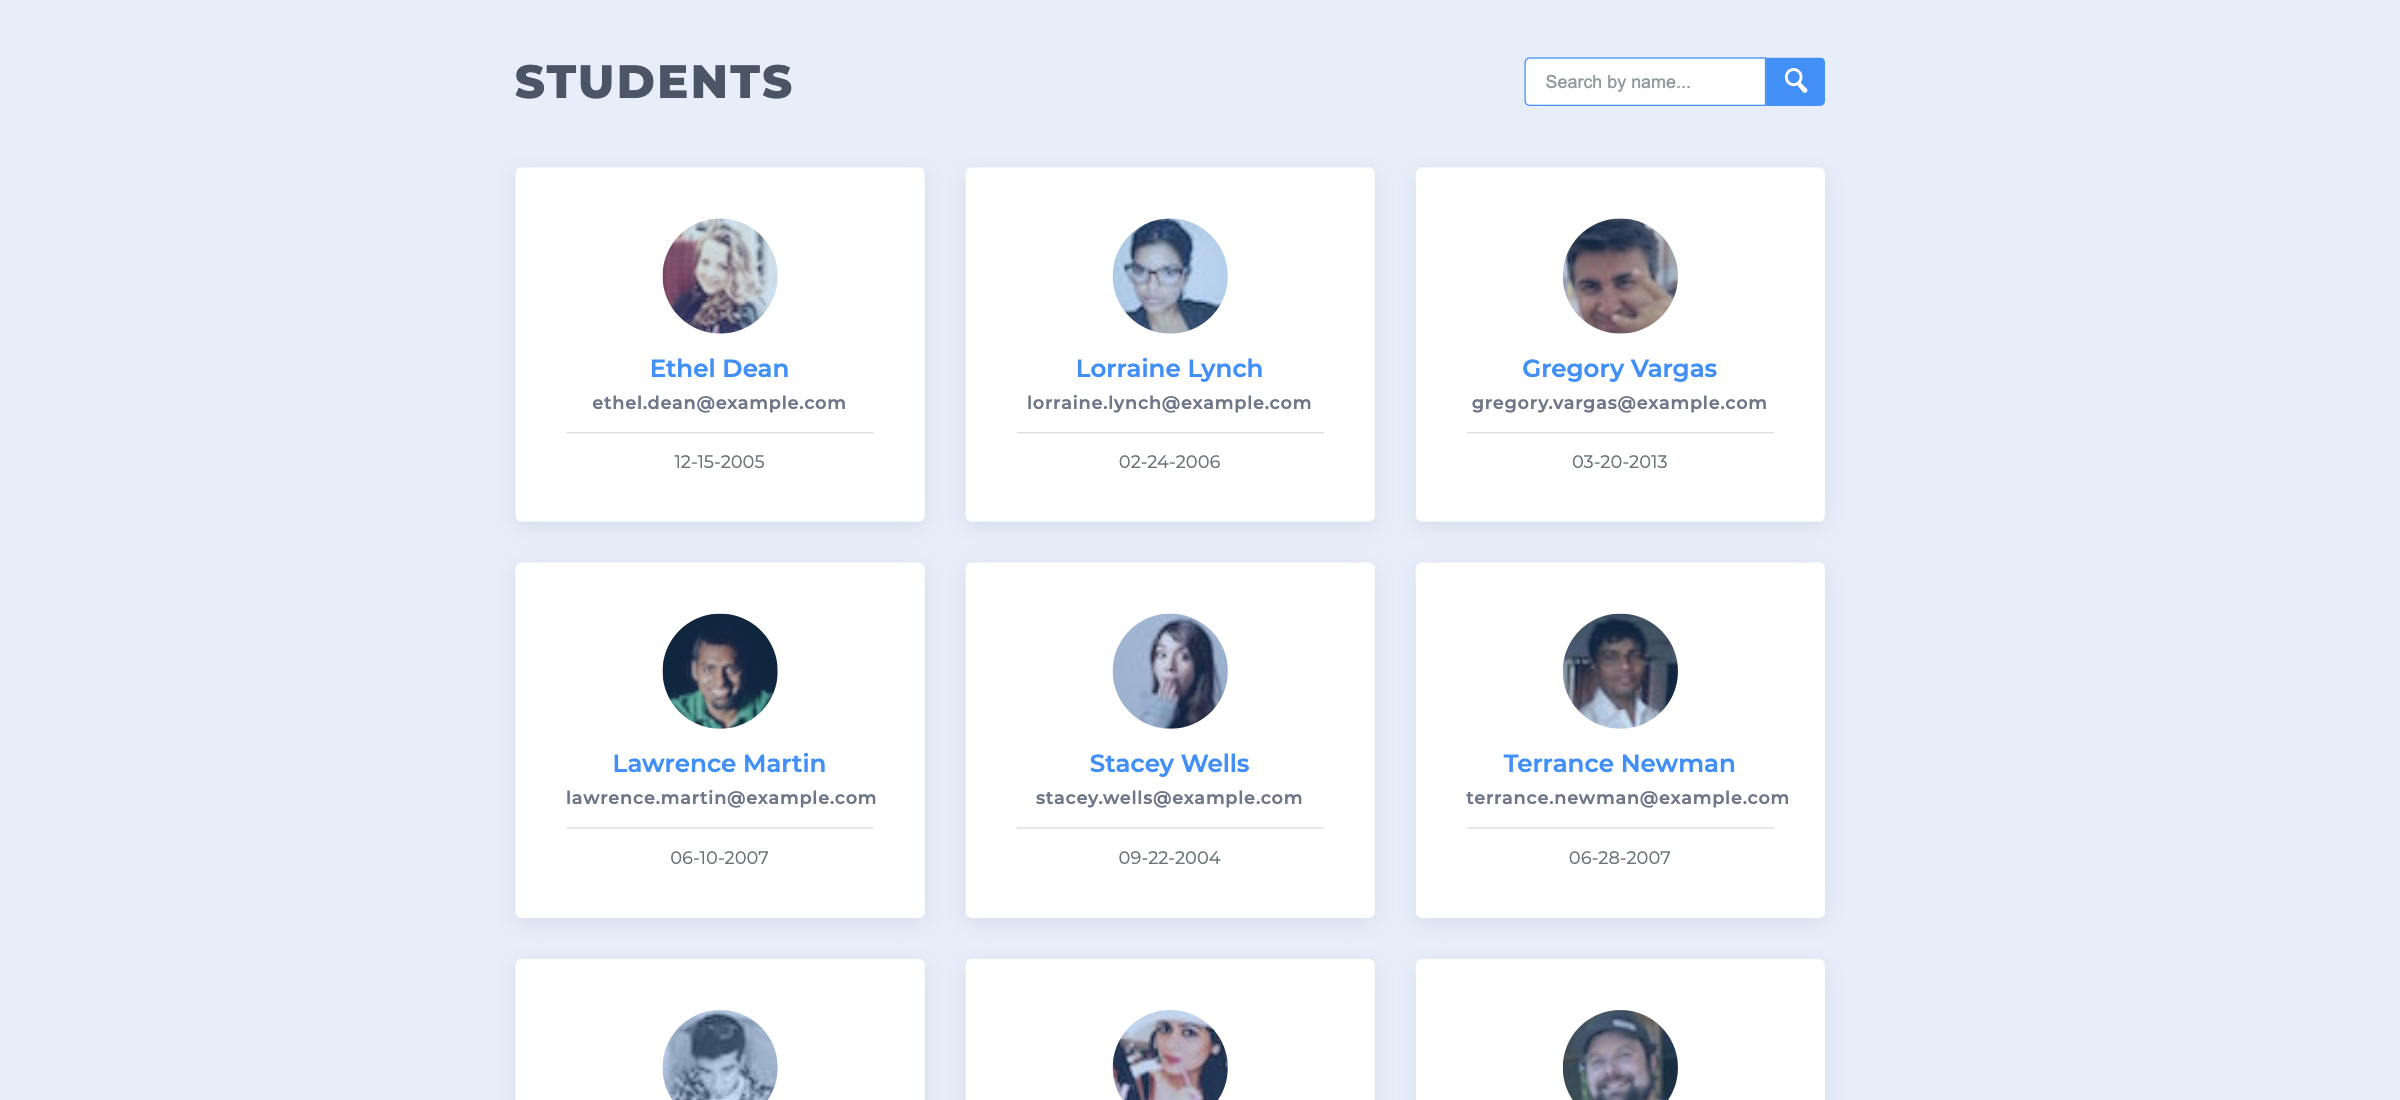 STUDENTS
Search by name...
Ethel Dean
ethel.dean@example.com
12-15-2005
Lorraine Lynch
lorraine.lynch@example.com
02-24-2006
Gregory Vargas
gregory.vargas@example.com
03-20-2013
Lawrence Martin
lawrence.martin@example.com
06-10-2007
Stacey Wells
stacey.wells@example.com
09-22-2004
Terrance Newman
terrance.newman@example.com
06-28-2007